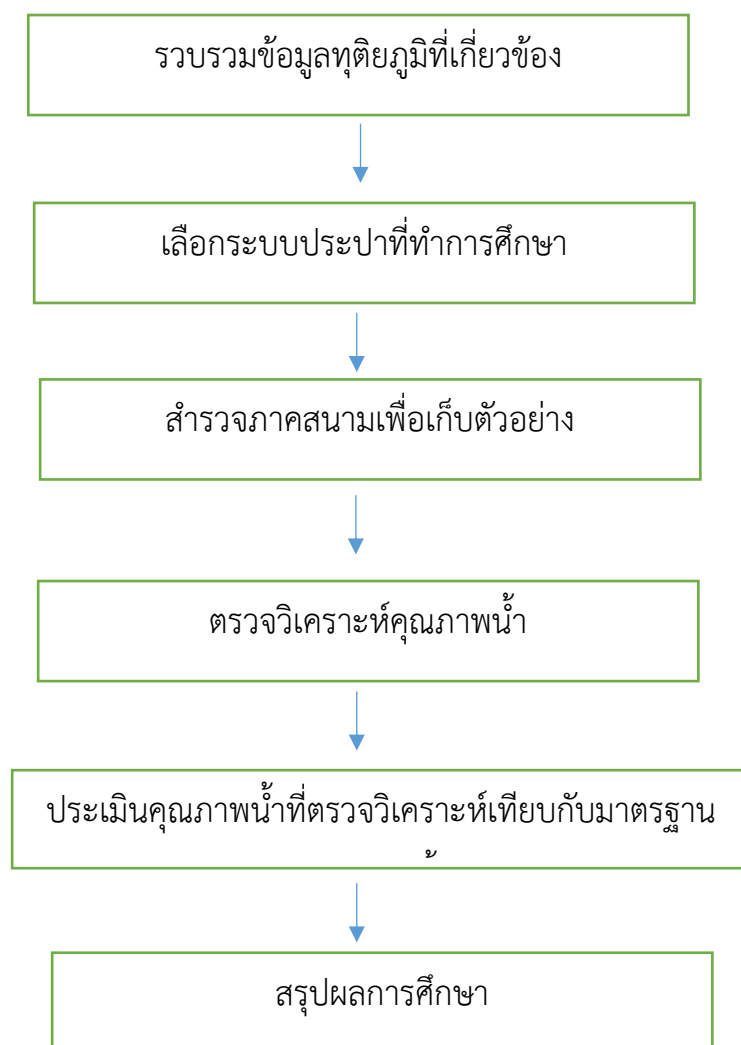 รวบรวมข้อมูลทุติยภูมิที่เกี่ยวข้อง
เลือกระบบประปาที่ทำการศึกษา
สำรวจภาคสนามเพื่อเก็บตัวอย่าง
ตรวจวิเคราะห์คุณภาพน้ำ
ประเมินคุณภาพน้ำที่ตรวจวิเคราะห์เทียบกับมาตรฐาน
สรุปผลการศึกษา